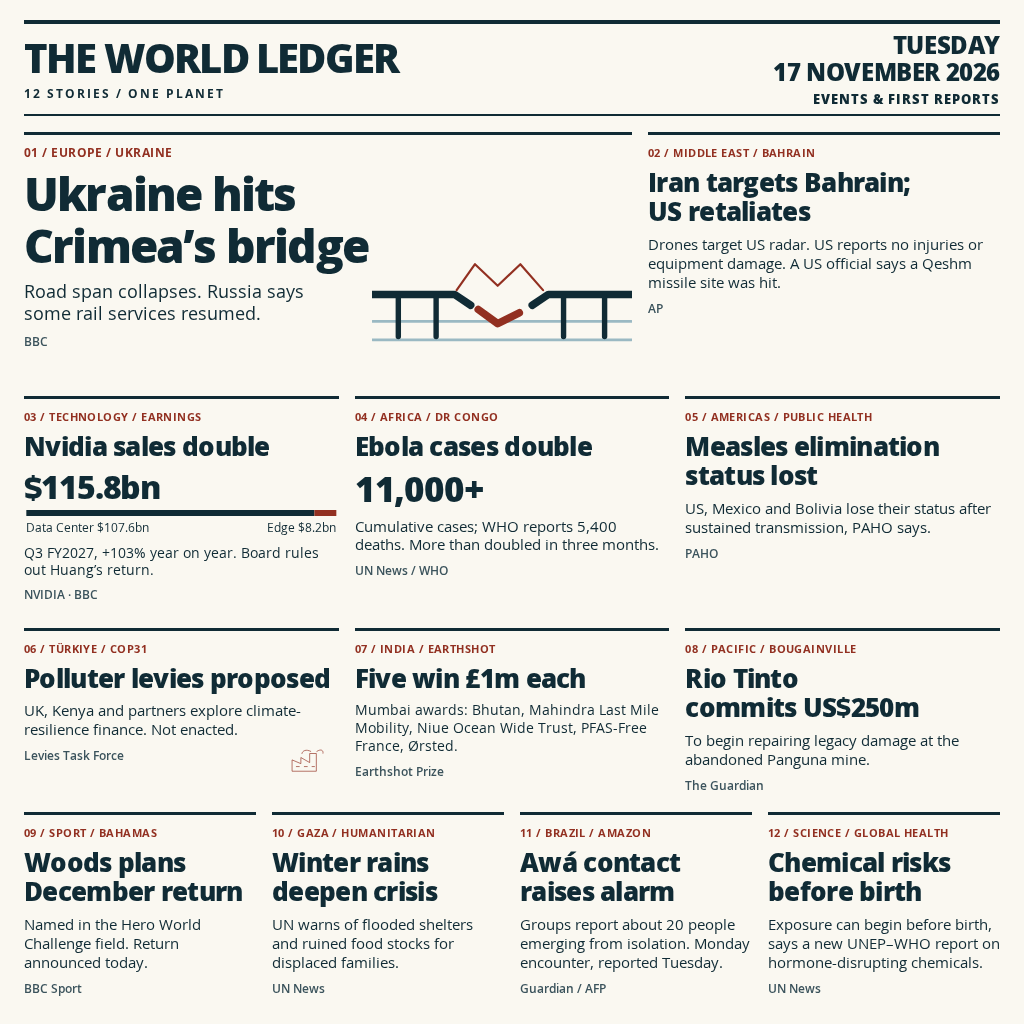 THE WORLD LEDGER
12 STORIES / ONE PLANET
TUESDAY
17 NOVEMBER 2026
EVENTS & FIRST REPORTS
01 / EUROPE / UKRAINE
Ukraine hits
Crimea’s bridge
Road span collapses. Russia says
some rail services resumed.
BBC
02 / MIDDLE EAST / BAHRAIN
Iran targets Bahrain;
US retaliates
Drones target US radar. US reports no injuries or
equipment damage. A US official says a Qeshm
missile site was hit.
AP
03 / TECHNOLOGY / EARNINGS
Nvidia sales double
$115.8bn
Data Center $107.6bn
Edge $8.2bn
Q3 FY2027, +103% year on year. Board rules
out Huang’s return.
NVIDIA · BBC
04 / AFRICA / DR CONGO
Ebola cases double
11,000+
Cumulative cases; WHO reports 5,400
deaths. More than doubled in three months.
UN News / WHO
05 / AMERICAS / PUBLIC HEALTH
Measles elimination
status lost
US, Mexico and Bolivia lose their status after
sustained transmission, PAHO says.
PAHO
06 / TÜRKIYE / COP31
Polluter levies proposed
UK, Kenya and partners explore climate-
resilience finance. Not enacted.
Levies Task Force
07 / INDIA / EARTHSHOT
Five win £1m each
Mumbai awards: Bhutan, Mahindra Last Mile
Mobility, Niue Ocean Wide Trust, PFAS-Free
France, Ørsted.
Earthshot Prize
08 / PACIFIC / BOUGAINVILLE
Rio Tinto
commits US$250m
To begin repairing legacy damage at the
abandoned Panguna mine.
The Guardian
09 / SPORT / BAHAMAS
Woods plans
December return
Named in the Hero World
Challenge field. Return
announced today.
BBC Sport
10 / GAZA / HUMANITARIAN
Winter rains
deepen crisis
UN warns of flooded shelters
and ruined food stocks for
displaced families.
UN News
11 / BRAZIL / AMAZON
Awá contact
raises alarm
Groups report about 20 people
emerging from isolation. Monday
encounter, reported Tuesday.
Guardian / AFP
12 / SCIENCE / GLOBAL HEALTH
Chemical risks
before birth
Exposure can begin before birth,
says a new UNEP–WHO report on
hormone-disrupting chemicals.
UN News